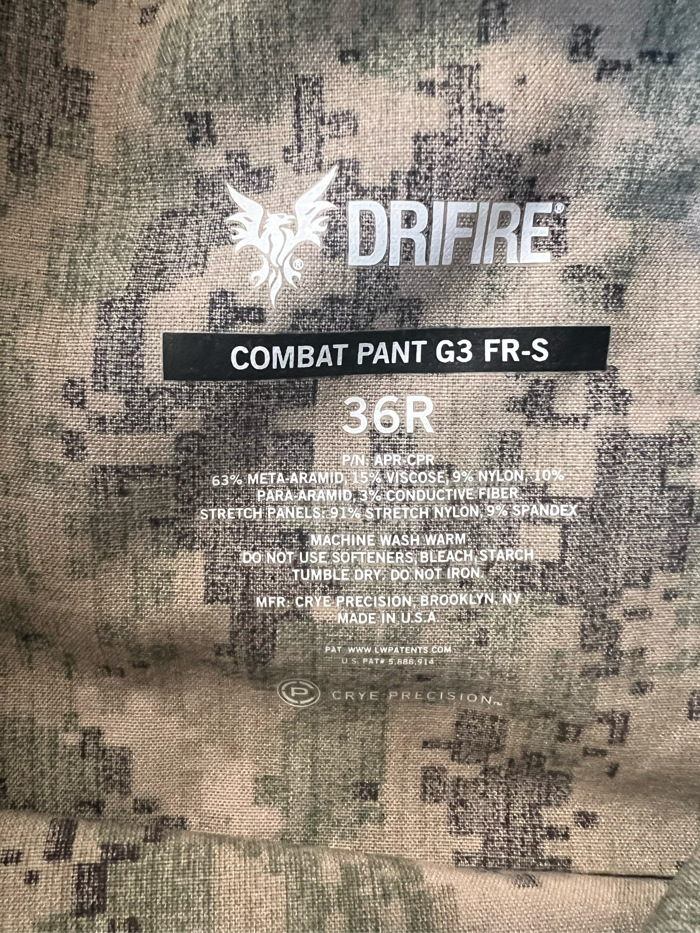 DRIFIRE®
®
COMBAT PANT G3 FR-S
36R
P/N: APR-CPR
63% META-ARAMID, 15% VISCOSE, 9% NYLON, 10%
PARA-ARAMID, 3% CONDUCTIVE FIBER
STRETCH PANELS: 91% STRETCH NYLON, 9% SPANDEX
MACHINE WASH WARM
DO NOT USE SOFTENERS, BLEACH, STARCH
TUMBLE DRY. DO NOT IRON.
MFR: CRYE PRECISION, BROOKLYN, NY
MADE IN U.S.A.
PAT WWW.LWPATENTS.COM
U.S. PAT# 5,888,914
CP CRYE PRECISION™